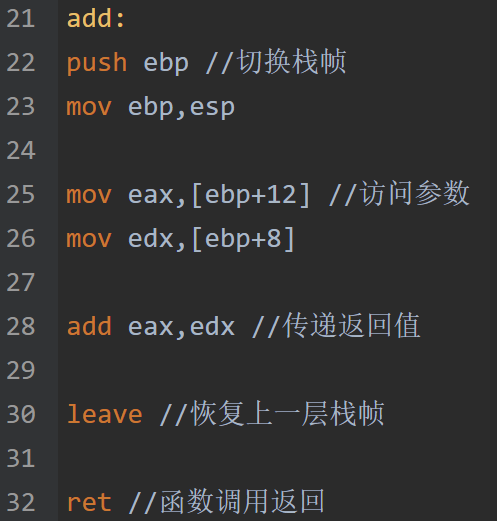 21 add:
22 push ebp //切换栈帧
23 mov ebp,esp
24
25 mov eax,[ebp+12] //访问参数
26 mov edx,[ebp+8]
27
28 add eax,edx //传递返回值
29
30 leave //恢复上一层栈帧
31
32 ret //函数调用返回